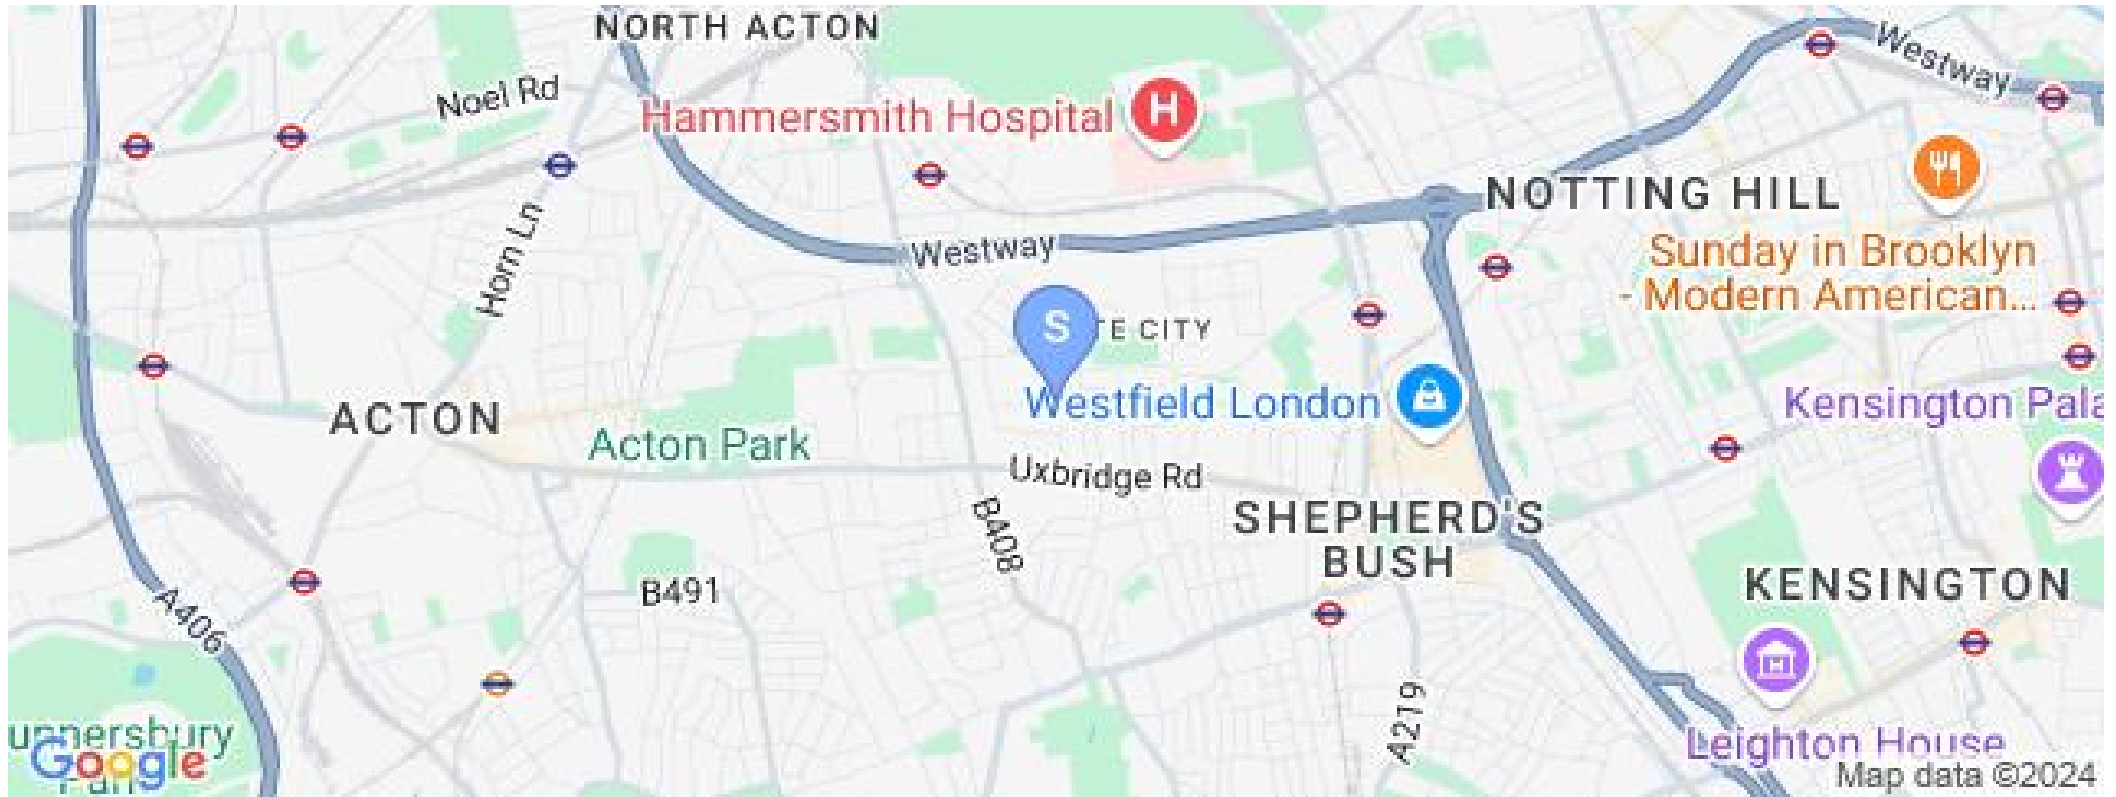 NORTH ACTON
Westway
Noel Rd
Hammersmith Hospital
H
NOTTING HILL
Horn Ln
Westway
Sunday in Brooklyn
- Modern American...
S
TE CITY
Westfield London
Kensington Pala
ACTON
Acton Park
Uxbridge Rd
SHEPHERD'S
BUSH
B408
KENSINGTON
B491
A406
A219
unnersbury
Google
Leighton House
Map data ©2024